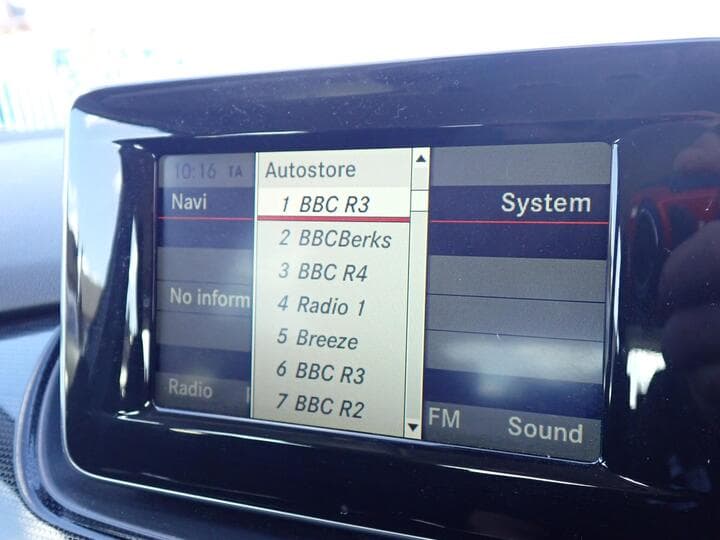 10:16 TA
Autostore
Navi
1 BBC R3
System
2 BBCBerks
3 BBC R4
No inform
4 Radio 1
5 Breeze
6 BBC R3
Radio
7 BBC R2
FM
Sound